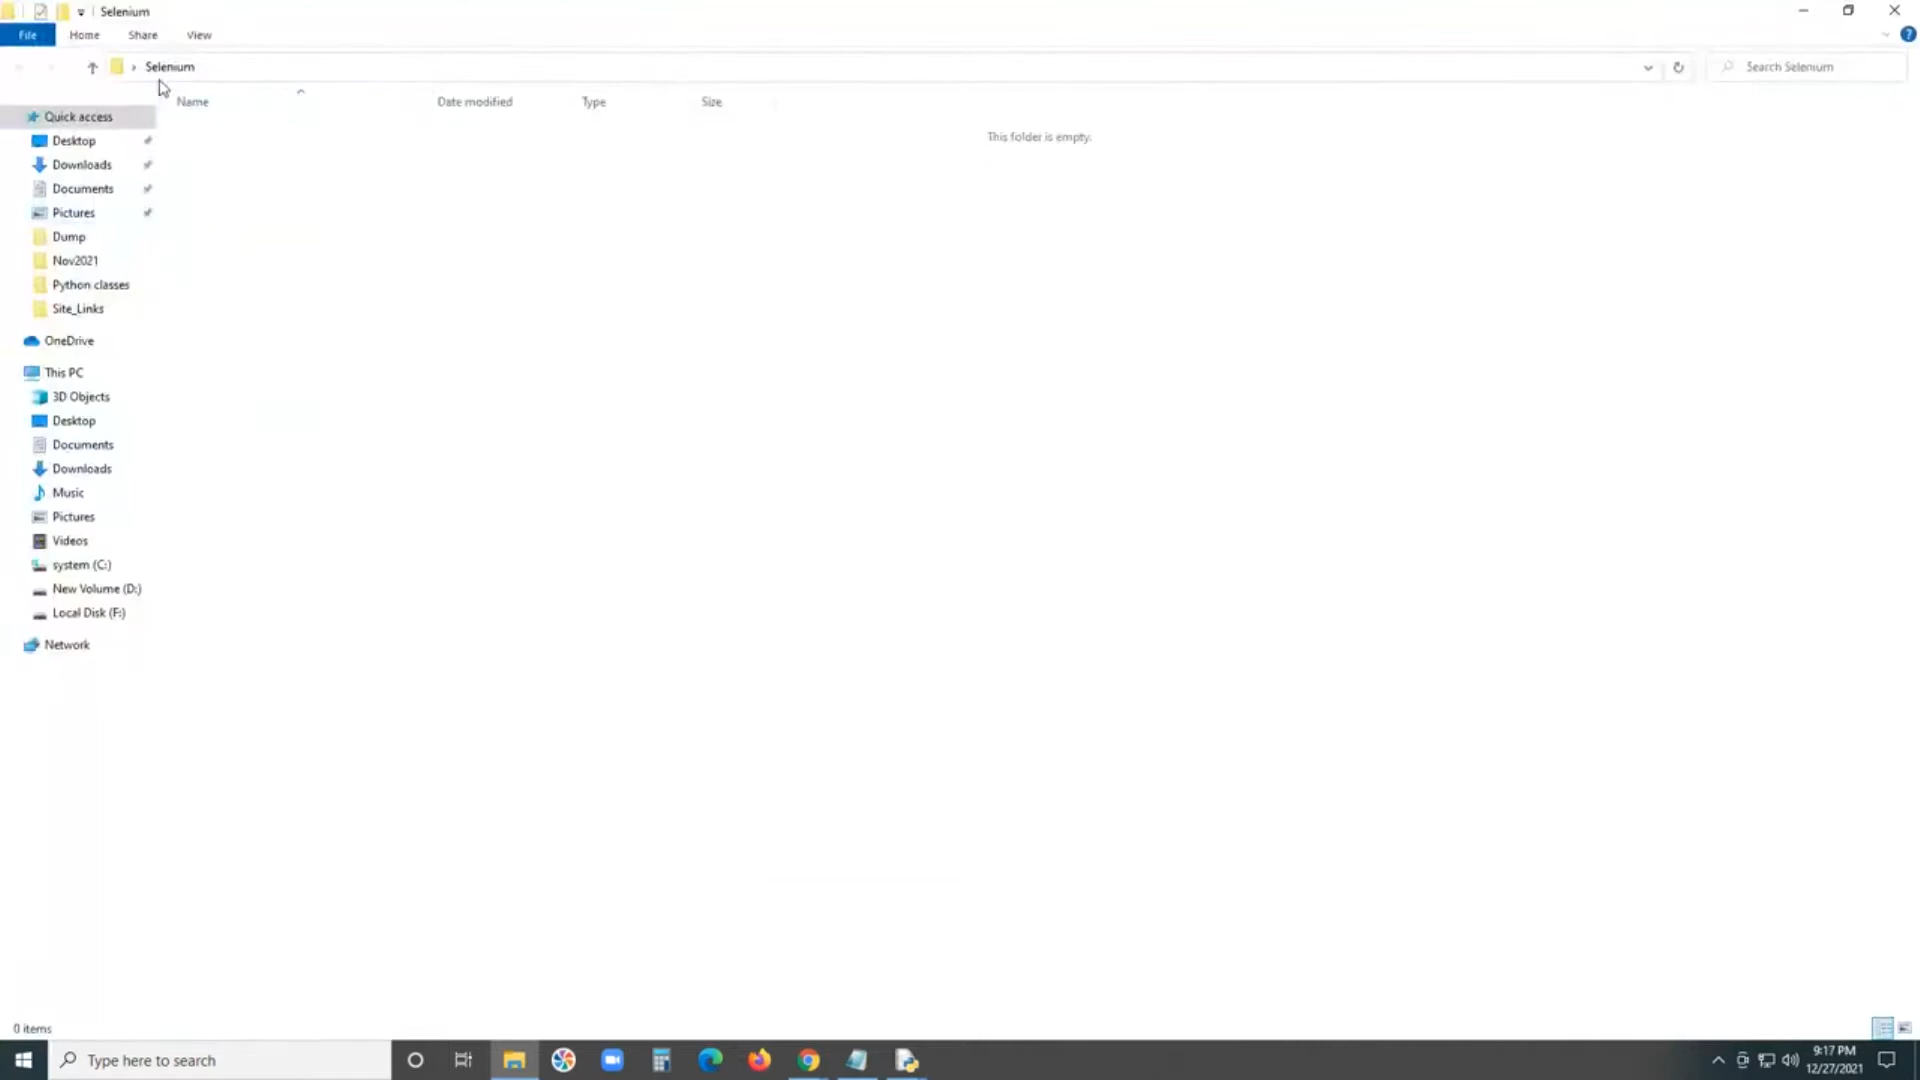 Selenium
File Home Share View
Selenium
Search Selenium
Name Date modified Type Size
This folder is empty.
Quick access
Desktop
Downloads
Documents
Pictures
Dump
Nov2021
Python classes
Site_Links
OneDrive
This PC
3D Objects
Desktop
Documents
Downloads
Music
Pictures
Videos
system (C:)
New Volume (D:)
Local Disk (F:)
Network
0 items
Type here to search
9:17 PM
12/27/2021